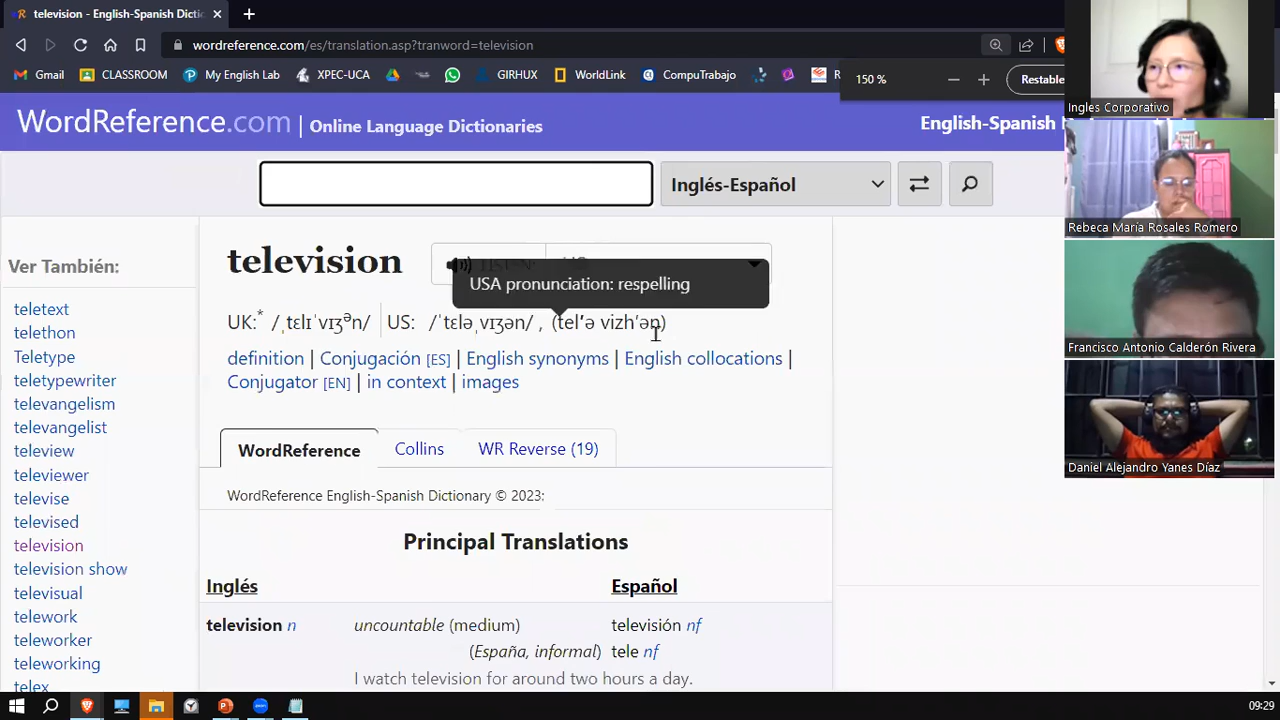 television - English-Spanish Dictio
wordreference.com/es/translation.asp?tranword=television
Gmail
CLASSROOM
My English Lab
XPEC-UCA
GIRHUX
WorldLink
CompuTrabajo
R
150 %
Restable
WordReference.com | Online Language Dictionaries
English-Spanish
Inglés-Español
Ver También:
teletext
telethon
Teletype
teletypewriter
televangelism
televangelist
teleview
televiewer
televise
televised
television
television show
televisual
telework
teleworker
teleworking
telex
television
USA pronunciation: respelling
UK:* /ˌtɛlɪˈvɪʒᵊn/ US: /ˈtɛləˌvɪʒən/ , (tel′ə vizh′ən)
definition | Conjugación [ES] | English synonyms | English collocations |
Conjugator [EN] | in context | images
WordReference
Collins
WR Reverse (19)
WordReference English-Spanish Dictionary © 2023:
Principal Translations
Inglés
Español
television n uncountable (medium) televisión nf
(España, informal) tele nf
I watch television for around two hours a day.
Ingles Corporativo
Rebeca María Rosales Romero
Francisco Antonio Calderón Rivera
Daniel Alejandro Yanes Díaz
09:29